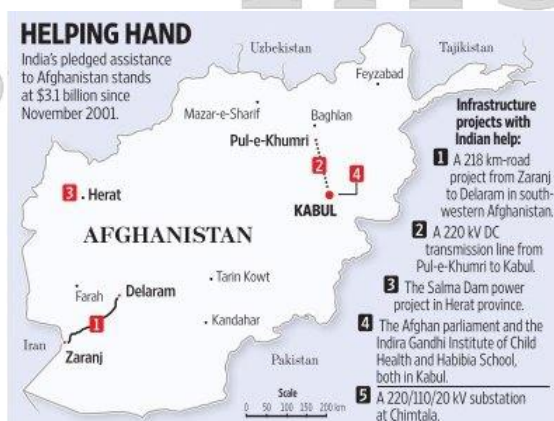 HELPING HAND
India's pledged assistance
to Afghanistan stands
at $3.1 billion since
November 2001.
Uzbekistan
Tajikistan
Feyzabad
Mazar-e-Sharif
Baghlan
Pul-e-Khumri
2
4
3
Herat
KABUL
AFGHANISTAN
Tarin Kowt
Farah
Delaram
1
Kandahar
Iran
Zaranj
Pakistan
Scale
0 50 100 150 200 km
Infrastructure
projects with
Indian help:
1 A 218 km-road
project from Zaranj
to Delaram in south-
western Afghanistan.
2 A 220 kV DC
transmission line from
Pul-e-Khumri to Kabul.
3 The Salma Dam power
project in Herat province.
4 The Afghan parliament and the
Indira Gandhi Institute of Child
Health and Habibia School,
both in Kabul.
5 A 220/110/20 kV substation
at Chimtala.